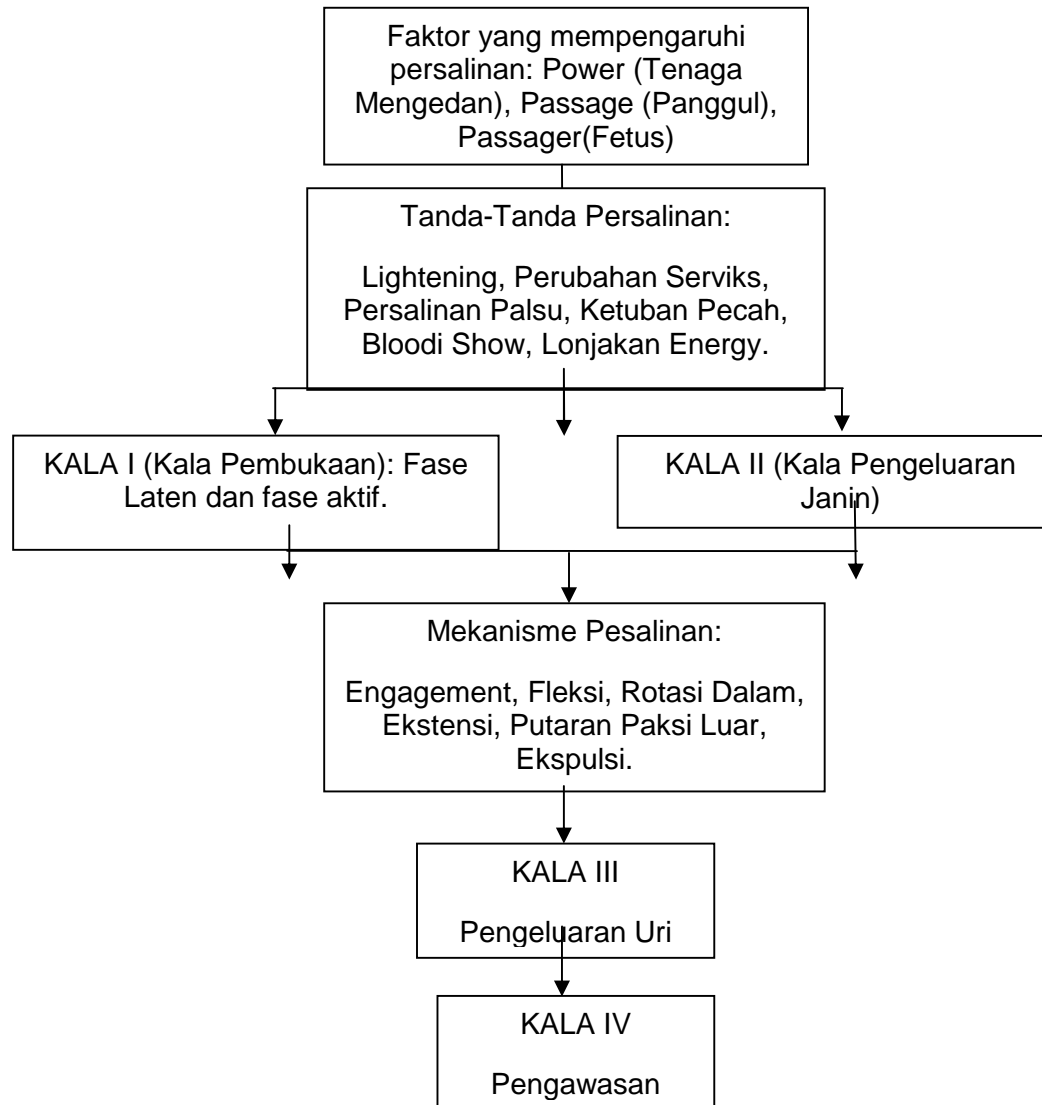 Faktor yang mempengaruhi
persalinan: Power (Tenaga
Mengedan), Passage (Panggul),
Passager(Fetus)
Tanda-Tanda Persalinan:
Lightening, Perubahan Serviks,
Persalinan Palsu, Ketuban Pecah,
Bloodi Show, Lonjakan Energy.
KALA I (Kala Pembukaan): Fase
Laten dan fase aktif.
KALA II (Kala Pengeluaran
Janin)
Mekanisme Pesalinan:
Engagement, Fleksi, Rotasi Dalam,
Ekstensi, Putaran Paksi Luar,
Ekspulsi.
KALA III
Pengeluaran Uri
KALA IV
Pengawasan